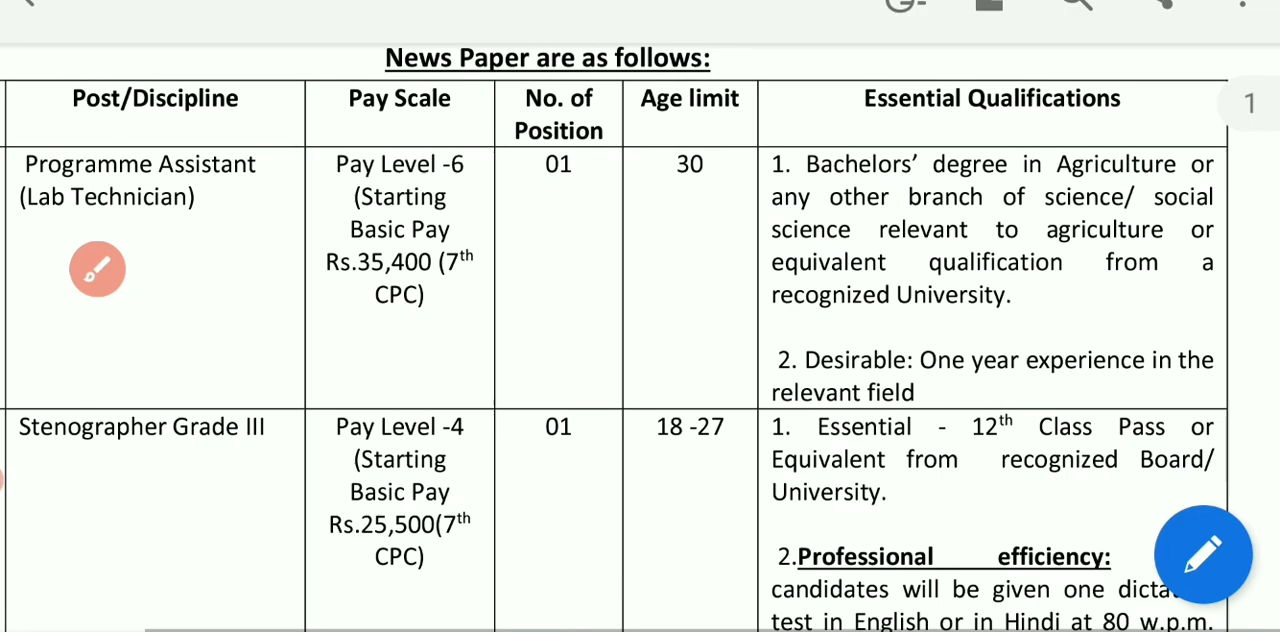 News Paper are as follows:
Post/Discipline
Pay Scale
No. of
Position
Age limit
Essential Qualifications
1
Programme Assistant
(Lab Technician)
Pay Level -6
(Starting
Basic Pay
Rs.35,400 (7th
CPC)
01
30
1. Bachelors’ degree in Agriculture or
any other branch of science/ social
science relevant to agriculture or
equivalent qualification from a
recognized University.
2. Desirable: One year experience in the
relevant field
Stenographer Grade III
Pay Level -4
(Starting
Basic Pay
Rs.25,500(7th
CPC)
01
18 -27
1. Essential - 12th Class Pass or
Equivalent from recognized Board/
University.
2.Professional efficiency:
candidates will be given one
test in English or in Hindi at 80 w.p.m.